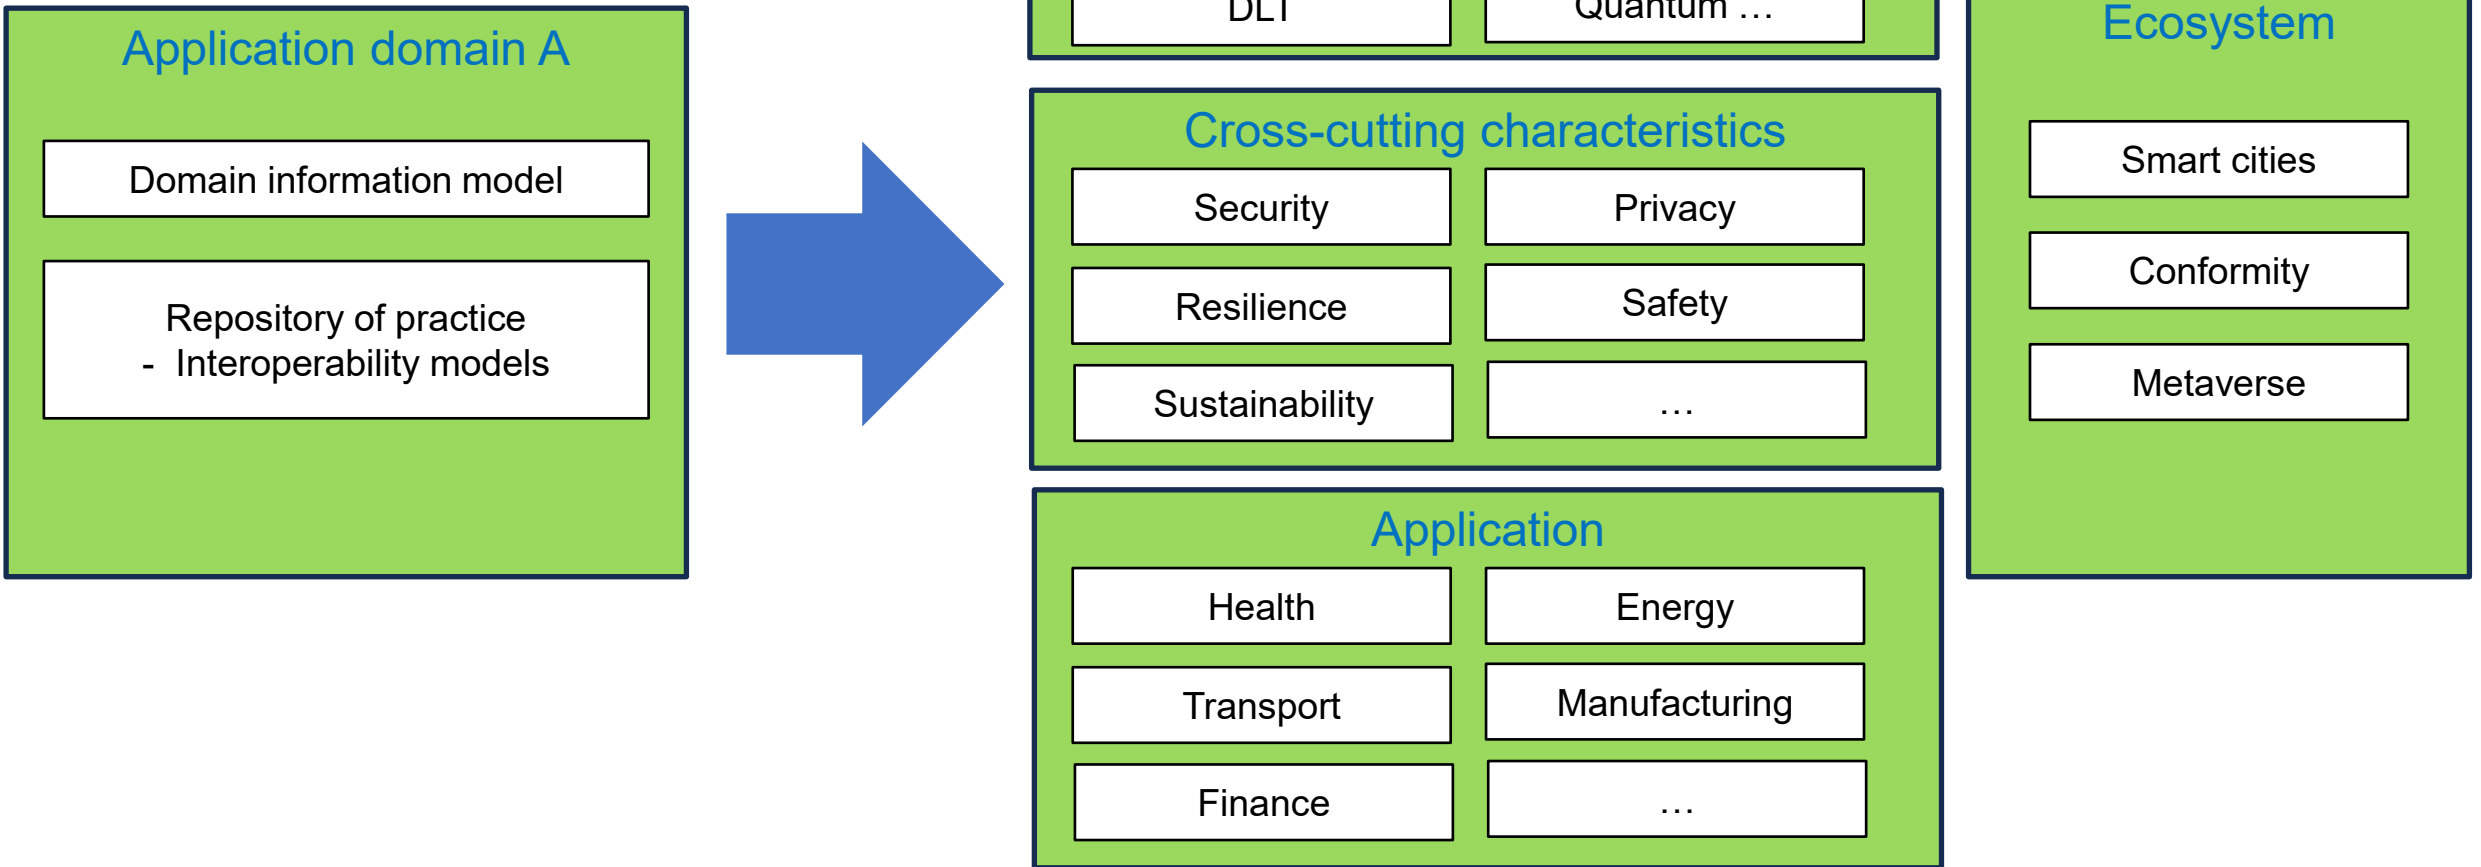 Application domain A
Domain information model
Repository of practice
- Interoperability models
DLT
Quantum …
Cross-cutting characteristics
Security
Privacy
Resilience
Safety
Sustainability
…
Application
Health
Energy
Transport
Manufacturing
Finance
…
Ecosystem
Smart cities
Conformity
Metaverse